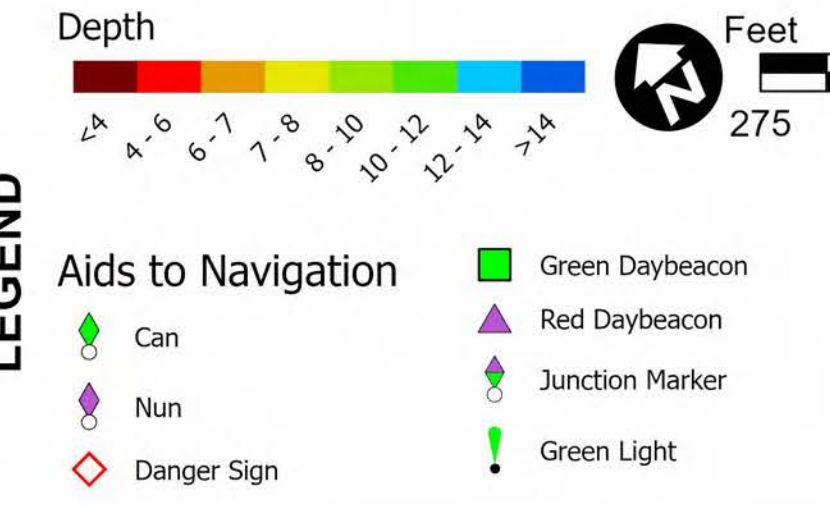 Depth
<4
4 - 6
6 - 7
7 - 8
8 - 10
10 - 12
12 - 14
>14
N
Feet
275
LEGEND
Aids to Navigation
Can
Nun
Danger Sign
Green Daybeacon
Red Daybeacon
Junction Marker
Green Light